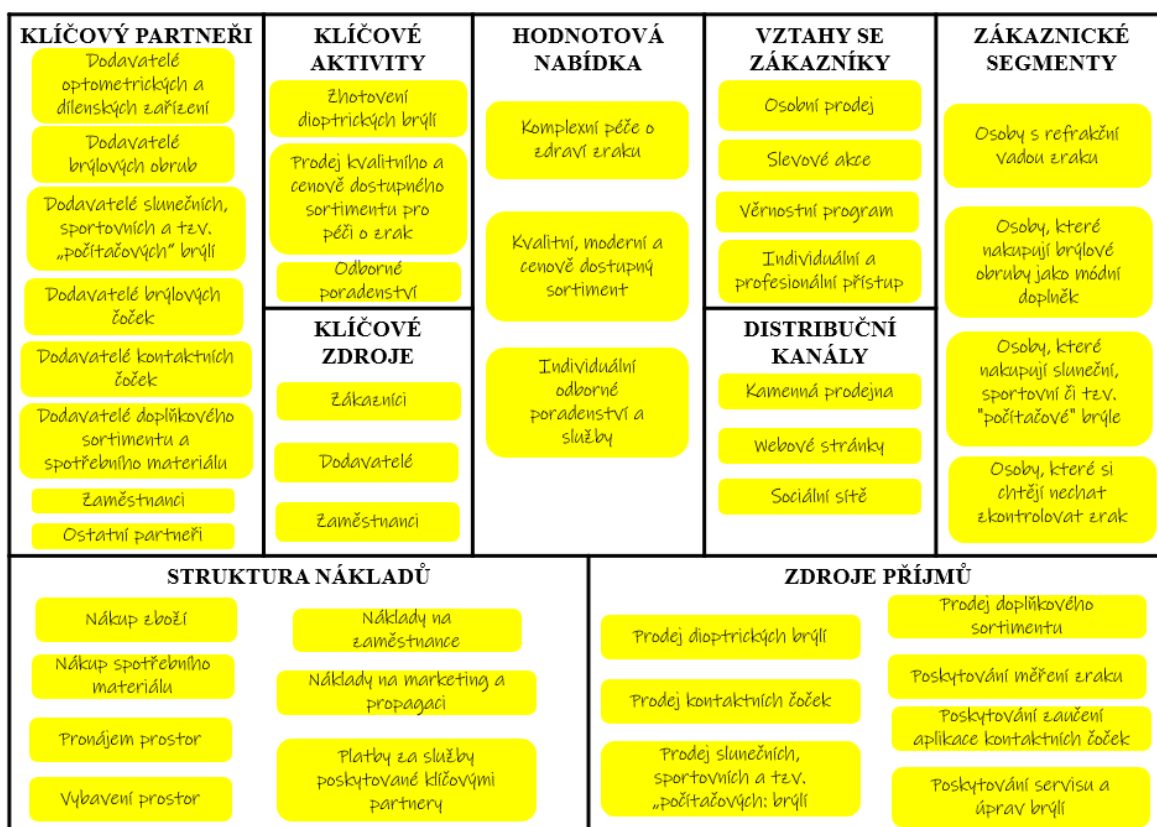 KLÍČOVÝ PARTNEŘI
Dodavatelé
optometrických a
dílenských zařízení
Dodavatelé
brýlových obrub
Dodavatelé slunečních,
sportovních a tzv.
„počítačových“ brýlí
Dodavatelé brýlových
čoček
Dodavatelé kontaktních
čoček
Dodavatelé doplňkového
sortimentu a
spotřebního materiálu
Zaměstnanci
Ostatní partneři
KLÍČOVÉ
AKTIVITY
Zhotovení
dioptrických brýlí
Prodej kvalitního a
cenově dostupného
sortimentu pro
péči o zrak
Odborné
poradenství
KLÍČOVÉ
ZDROJE
Zákazníci
Dodavatelé
Zaměstnanci
HODNOTOVÁ
NABÍDKA
Komplexní péče o
zdraví zraku
Kvalitní, moderní a
cenově dostupný
sortiment
Individuální
odborné
poradenství a
služby
VZTAHY SE
ZÁKAZNÍKY
Osobní prodej
Slevové akce
Věrnostní program
Individuální a
profesionální přístup
DISTRIBUČNÍ
KANÁLY
Kamenná prodejna
Webové stránky
Sociální sítě
ZÁKAZNICKÉ
SEGMENTY
Osoby s refrakční
vadou zraku
Osoby, které
nakupují brýlové
obruby jako módní
doplněk
Osoby, které
nakupují sluneční,
sportovní či tzv.
"počítačové" brýle
Osoby, které si
chtějí nechat
zkontrolovat zrak
STRUKTURA NÁKLADŮ
Nákup zboží
Nákup spotřebního
materiálu
Pronájem prostor
Vybavení prostor
Náklady na
zaměstnance
Náklady na marketing a
propagaci
Platby za služby
poskytované klíčovými
partnery
ZDROJE PŘÍJMŮ
Prodej dioptrických brýlí
Prodej kontaktních čoček
Prodej slunečních,
sportovních a tzv.
„počítačových: brýlí
Prodej doplňkového
sortimentu
Poskytování měření zraku
Poskytování zaučení
aplikace kontaktních čoček
Poskytování servisu a
úprav brýlí